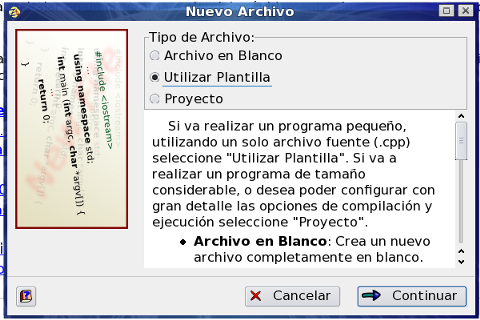 Nuevo Archivo
#include <iostream>
using namespace std;
...
int main (int argc, char *argv[]) {
...
return 0;
}
Tipo de Archivo:
Archivo en Blanco
Utilizar Plantilla
Proyecto
Si va realizar un programa pequeño,
utilizando un solo archivo fuente (.cpp)
seleccione "Utilizar Plantilla". Si va a
realizar un programa de tamaño
considerable, o desea poder configurar con
gran detalle las opciones de compilación y
ejecución seleccione "Proyecto".
◆ Archivo en Blanco: Crea un nuevo
archivo completamente en blanco.
Cancelar
Continuar